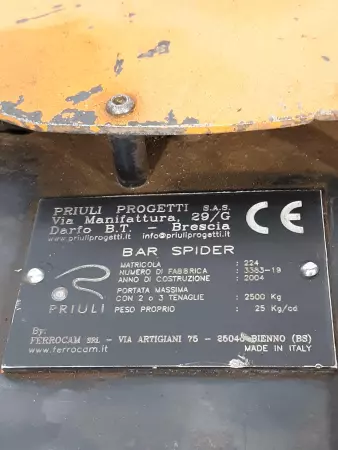 PRIULI PROGETTI S.A.S.
Via Manifattura, 29/G
Darfo B.T. - Brescia
www.priuliprogetti.it info@priuliprogetti.it
CE
BAR SPIDER
MATRICOLA : 224
NUMERO DI FABBRICA : 3383-19
ANNO DI COSTRUZIONE : 2004
PORTATA MASSIMA
CON 2 o 3 TENAGLIE : 2500 Kg
PESO PROPRIO : 25 Kg/cd
PRIULI
By:
FERROCAM SRL - VIA ARTIGIANI 75 - 25040 BIENNO (BS)
www.ferrocam.it MADE IN ITALY